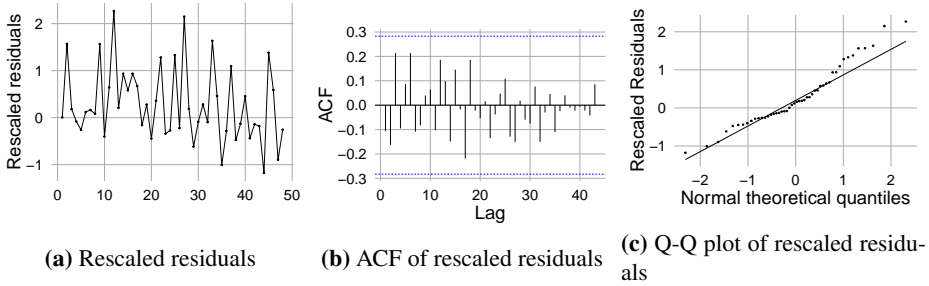 Rescaled residuals
2
1
0
−1
0 10 20 30 40 50
ACF
0.3
0.2
0.1
0.0
−0.1
−0.2
−0.3
0 10 20 30 40
Lag
Rescaled Residuals
2
1
0
−1
−2 −1 0 1 2
Normal theoretical quantiles
(a) Rescaled residuals
(b) ACF of rescaled residuals
(c) Q-Q plot of rescaled residu-
als